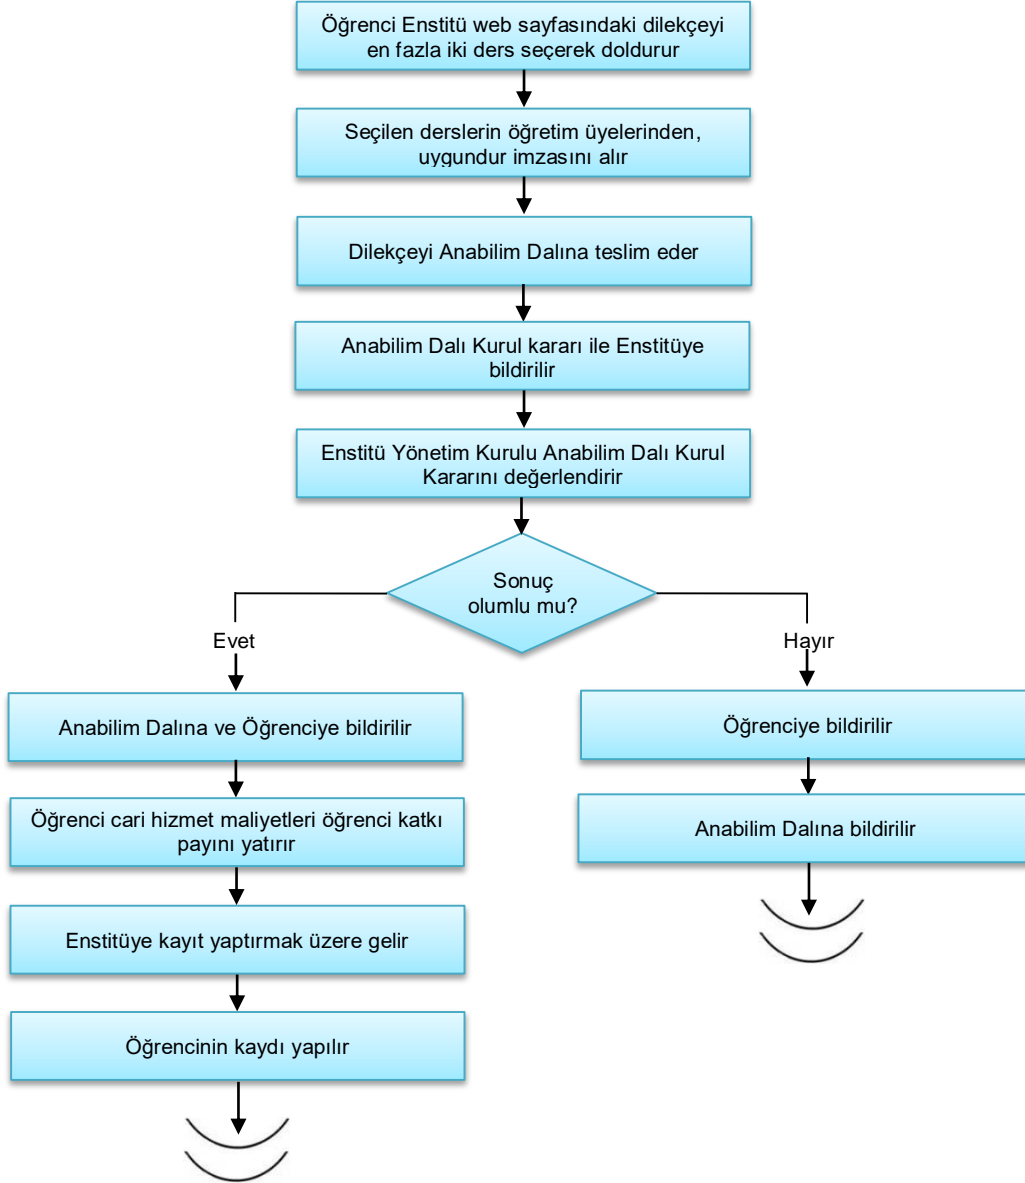 Öğrenci Enstitü web sayfasındaki dilekçeyi
en fazla iki ders seçerek doldurur
Seçilen derslerin öğretim üyelerinden,
uygundur imzasını alır
Dilekçeyi Anabilim Dalına teslim eder
Anabilim Dalı Kurul kararı ile Enstitüye
bildirilir
Enstitü Yönetim Kurulu Anabilim Dalı Kurul
Kararını değerlendirir
Sonuç
olumlu mu?
Evet
Hayır
Anabilim Dalına ve Öğrenciye bildirilir
Öğrenci cari hizmet maliyetleri öğrenci katkı
payını yatırır
Enstitüye kayıt yaptırmak üzere gelir
Öğrencinin kaydı yapılır
Öğrenciye bildirilir
Anabilim Dalına bildirilir